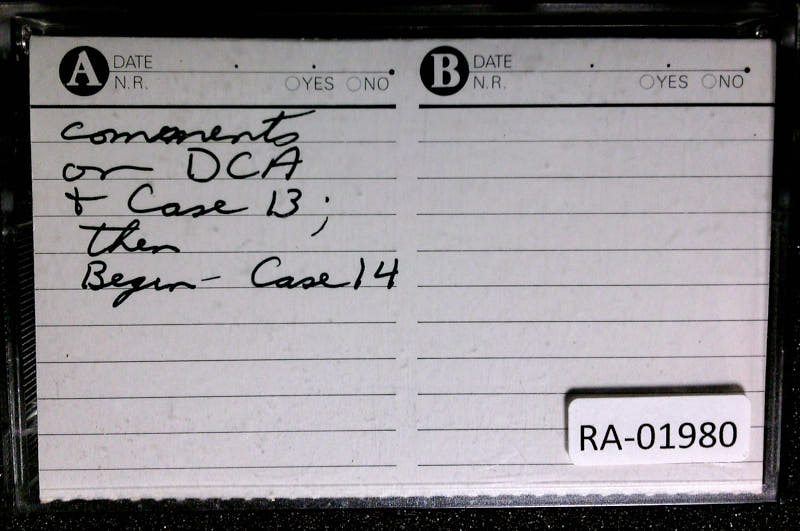 A DATE
N.R. YES NO
comments
on DCA
+ Case 13;
then
Begin - Case 14
B DATE
N.R. YES NO
RA-01980